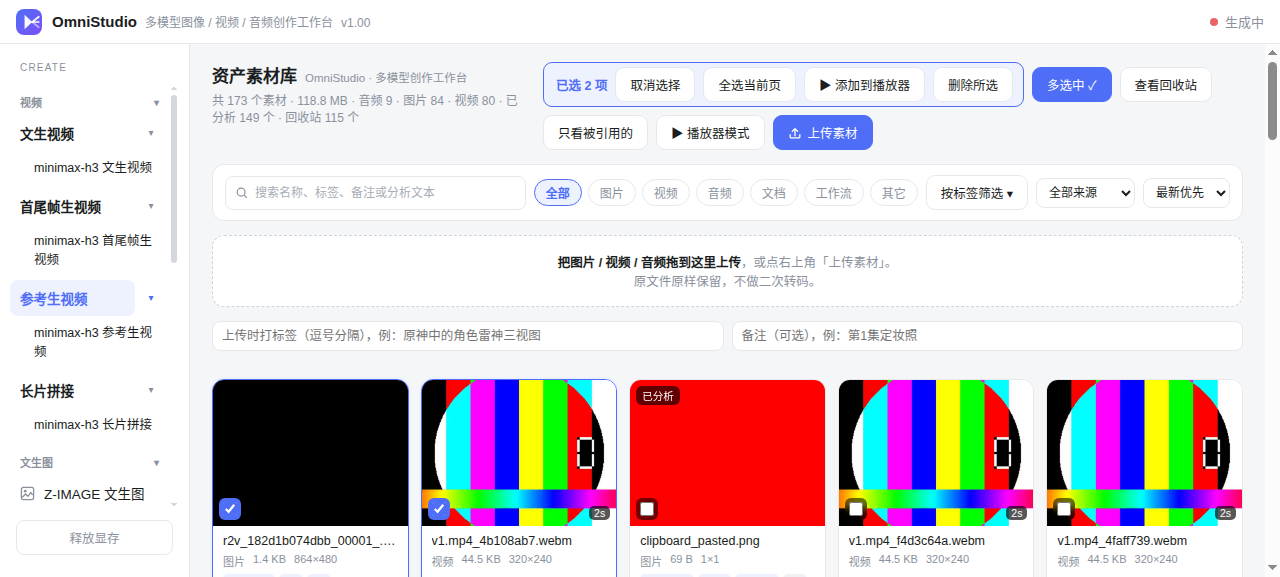 OmniStudio 多模型图像 / 视频 / 音频创作工作台 v1.00
生成中
CREATE
视频 ▾
文生视频 ▾
minimax-h3 文生视频
首尾帧生视频 ▾
minimax-h3 首尾帧生
视频
参考生视频 ▾
minimax-h3 参考生视
频
长片拼接 ▾
minimax-h3 长片拼接
文生图 ▾
Z-IMAGE 文生图
释放显存
资产素材库 OmniStudio · 多模型创作工作台
共 173 个素材 · 118.8 MB · 音频 9 · 图片 84 · 视频 80 · 已
分析 149 个 · 回收站 115 个
已选 2 项 取消选择 全选当前页 ▶ 添加到播放器 删除所选 多选中 ✓ 查看回收站
只看被引用的 ▶ 播放器模式 上传素材
搜索名称、标签、备注或分析文本 全部 图片 视频 音频 文档 工作流 其它 按标签筛选 ▾ 全部来源 最新优先
把图片 / 视频 / 音频拖到这里上传，或点右上角「上传素材」。
原文件原样保留，不做二次转码。
上传时打标签（逗号分隔），例：原神中的角色雷神三视图 备注（可选），例：第1集定妆照
已分析
2s 2s 2s
r2v_182d1b074dbb_00001_.… v1.mp4_4b108ab7.webm clipboard_pasted.png v1.mp4_f4d3c64a.webm v1.mp4_4faff739.webm
图片 1.4 KB 864×480 视频 44.5 KB 320×240 图片 69 B 1×1 视频 44.5 KB 320×240 视频 44.5 KB 320×240